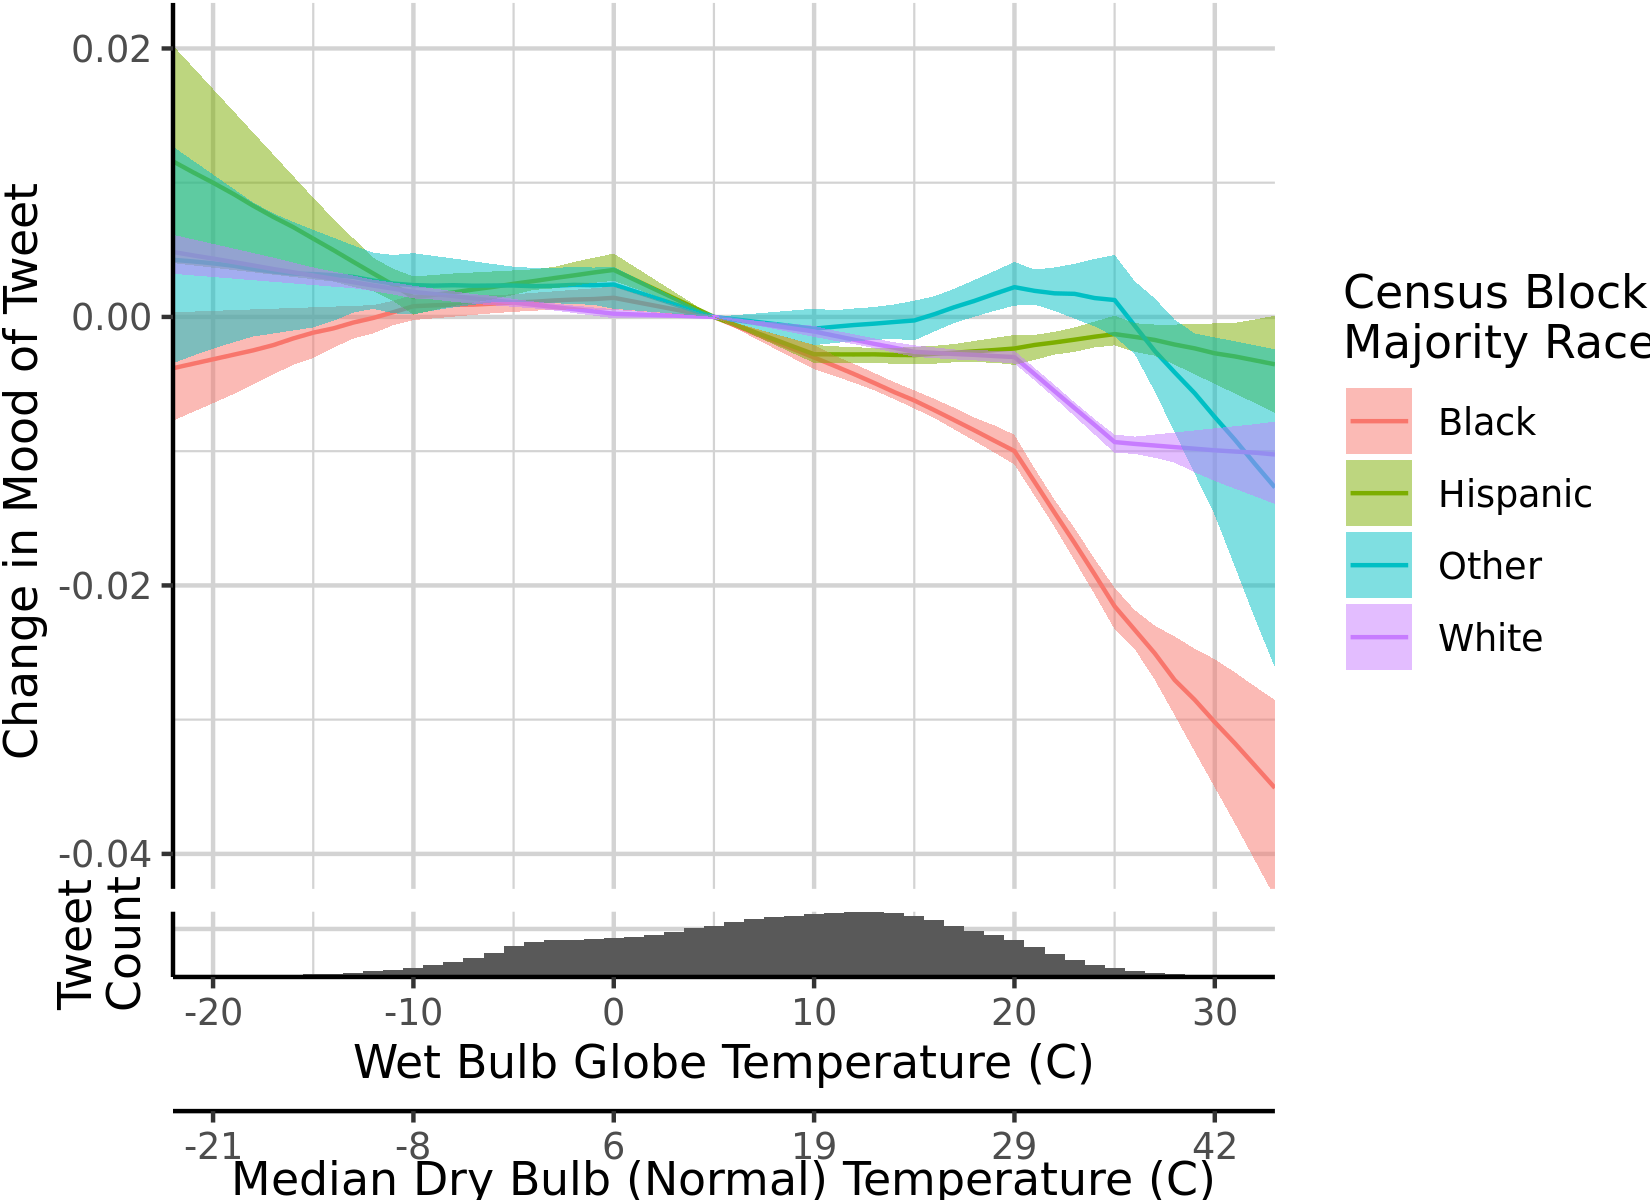 Change in Mood of Tweet
0.02
0.00
-0.02
-0.04
Census Block
Majority Race
Black
Hispanic
Other
White
Tweet
Count
-20 -10 0 10 20 30
Wet Bulb Globe Temperature (C)
-21 -8 6 19 29 42
Median Dry Bulb (Normal) Temperature (C)